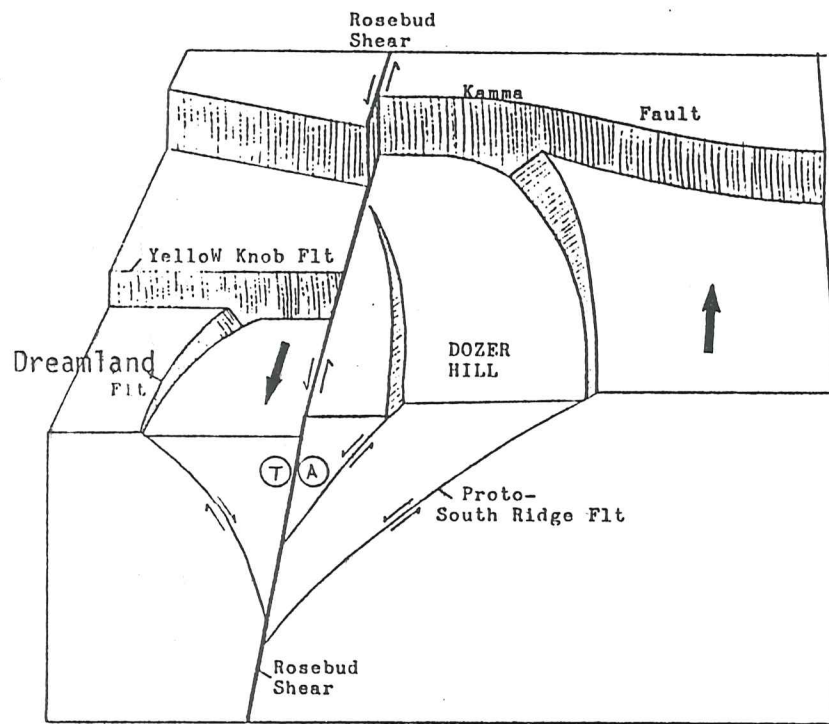 Rosebud
Shear
Kamma
Fault
YelloW Knob Flt
Dreamland
Flt
DOZER
HILL
T A
Proto-
South Ridge Flt
Rosebud
Shear